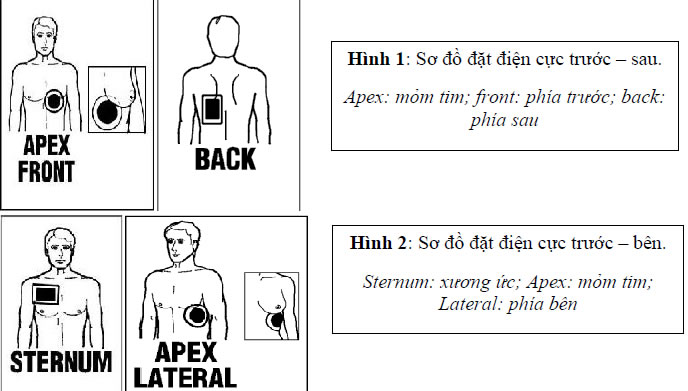 APEX
FRONT
BACK
Hình 1: Sơ đồ đặt điện cực trước – sau.
Apex: mỏm tim; front: phía trước; back:
phía sau
STERNUM
APEX
LATERAL
Hình 2: Sơ đồ đặt điện cực trước – bên.
Sternum: xương ức; Apex: mỏm tim;
Lateral: phía bên